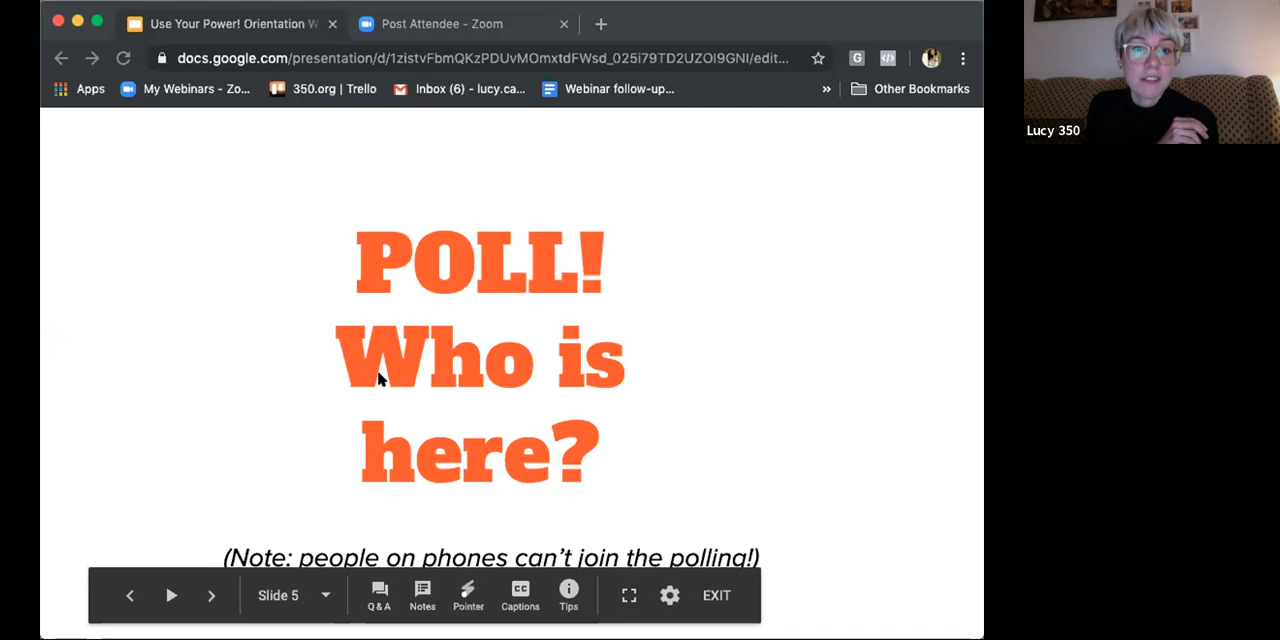 Use Your Power! Orientation W
Post Attendee - Zoom
docs.google.com/presentation/d/1zistvFbmQKzPDUvMOmxtdFWsd_025i79TD2UZOI9GNI/edit...
Apps
My Webinars - Zo...
350.org | Trello
Inbox (6) - lucy.ca...
Webinar follow-up...
»
Other Bookmarks
Lucy 350
POLL!
Who is
here?
(Note: people on phones can't join the polling!)
Slide 5
Q & A
Notes
Pointer
CC
Captions
Tips
EXIT